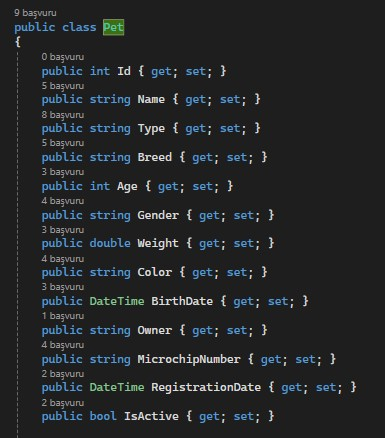 9 başvuru
public class Pet
{
0 başvuru
public int Id { get; set; }
5 başvuru
public string Name { get; set; }
8 başvuru
public string Type { get; set; }
5 başvuru
public string Breed { get; set; }
3 başvuru
public int Age { get; set; }
4 başvuru
public string Gender { get; set; }
3 başvuru
public double Weight { get; set; }
4 başvuru
public string Color { get; set; }
3 başvuru
public DateTime BirthDate { get; set; }
1 başvuru
public string Owner { get; set; }
4 başvuru
public string MicrochipNumber { get; set; }
2 başvuru
public DateTime RegistrationDate { get; set; }
2 başvuru
public bool IsActive { get; set; }